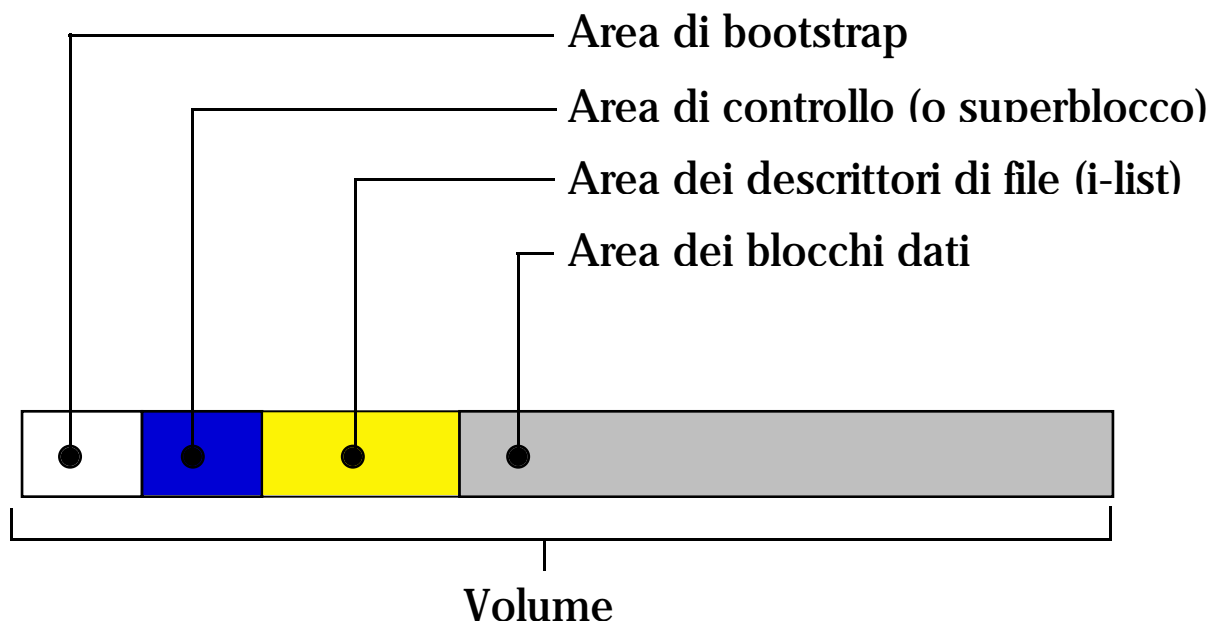 Area di bootstrap
Area di controllo (o superblocco)
Area dei descrittori di file (i-list)
Area dei blocchi dati
Volume